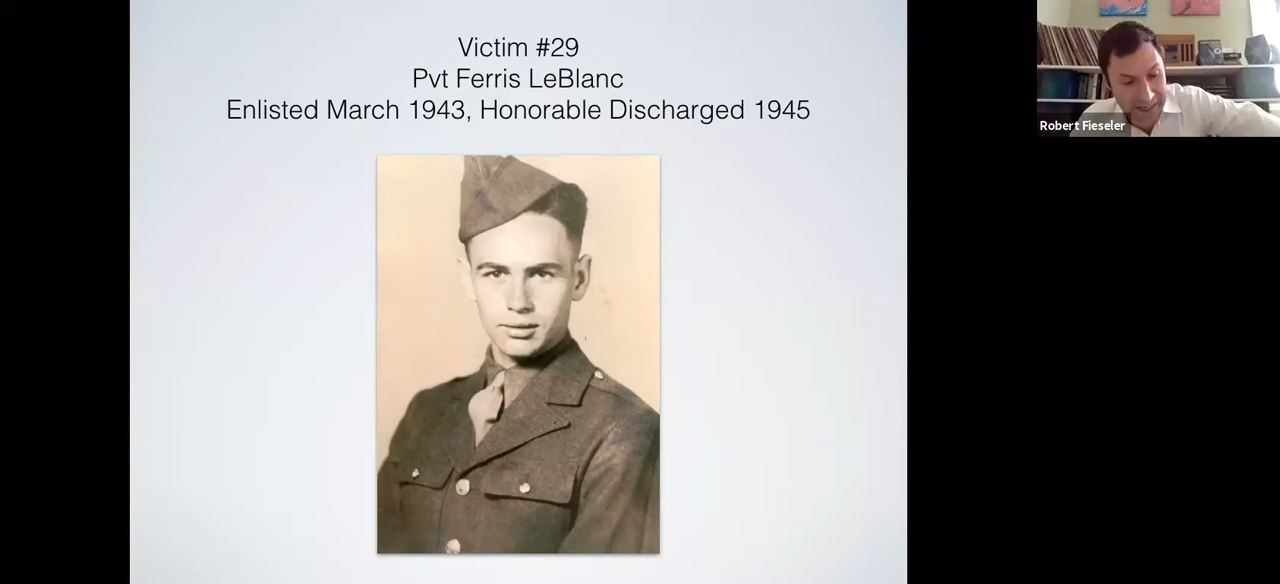 Victim #29
Pvt Ferris LeBlanc
Enlisted March 1943, Honorable Discharged 1945
Robert Fieseler